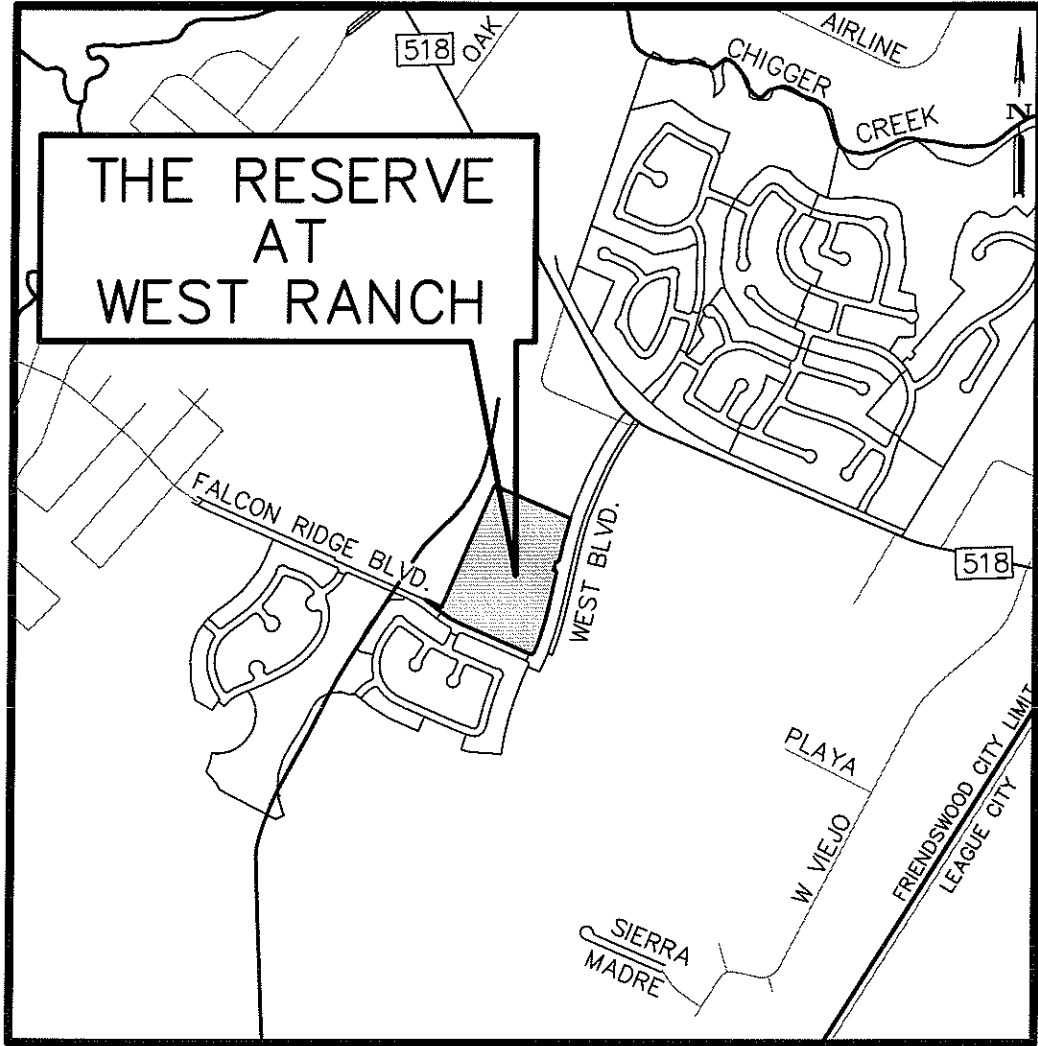 518
OAK
AIRLINE
CHIGGER
CREEK
N
THE RESERVE
AT
WEST RANCH
FALCON RIDGE BLVD.
WEST BLVD.
518
PLAYA
W VIEJO
FRIENDSWOOD CITY LIMIT
LEAGUE CITY
SIERRA
MADRE